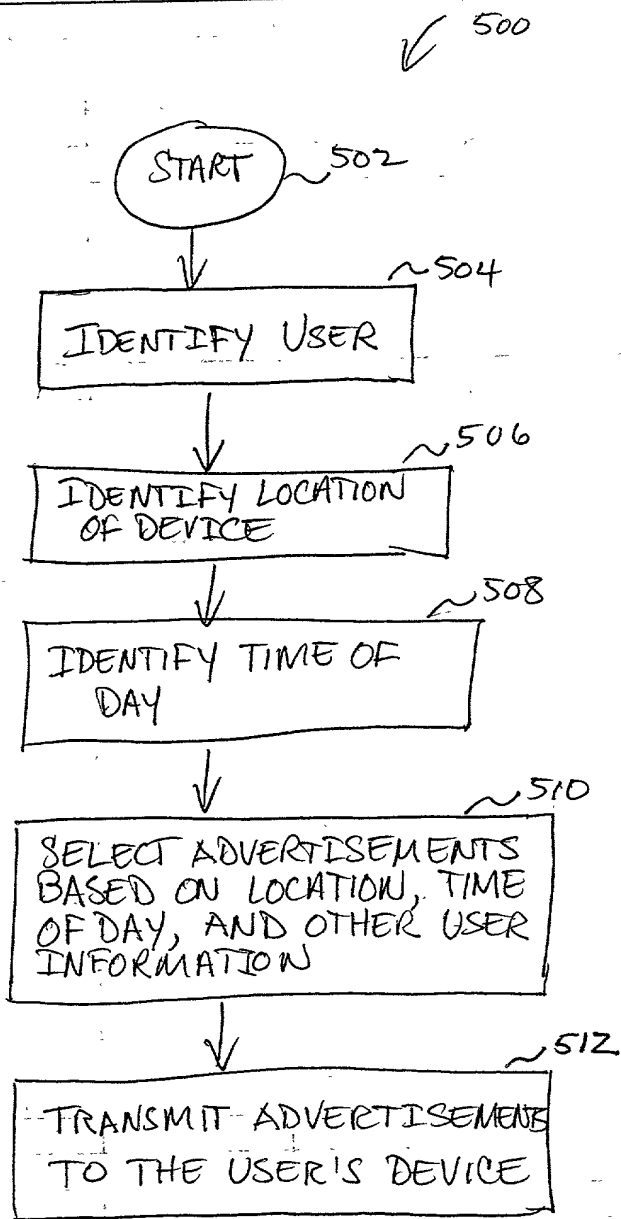 500
START
502
504
IDENTIFY USER
506
IDENTIFY LOCATION
OF DEVICE
508
IDENTIFY TIME OF
DAY
510
SELECT ADVERTISEMENTS
BASED ON LOCATION, TIME
OF DAY, AND OTHER USER
INFORMATION
512
TRANSMIT ADVERTISEMENTS
TO THE USER'S DEVICE